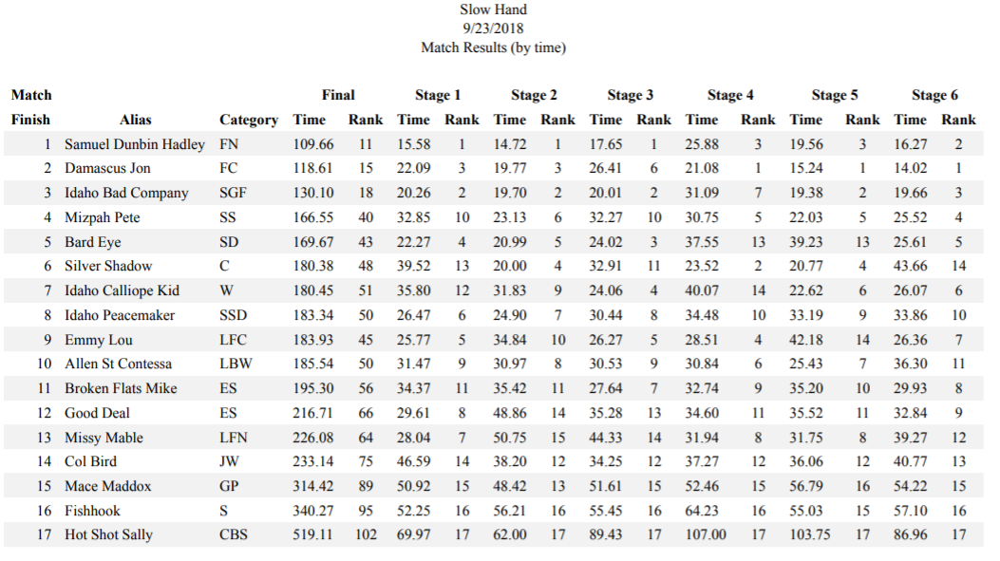 Slow Hand
9/23/2018
Match Results (by time)
Match Final Stage 1 Stage 2 Stage 3 Stage 4 Stage 5 Stage 6
Finish Alias Category Time Rank Time Rank Time Rank Time Rank Time Rank Time Rank Time Rank
1 Samuel Dunbin Hadley FN 109.66 11 15.58 1 14.72 1 17.65 1 25.88 3 19.56 3 16.27 2
2 Damascus Jon FC 118.61 15 22.09 3 19.77 3 26.41 6 21.08 1 15.24 1 14.02 1
3 Idaho Bad Company SGF 130.10 18 20.26 2 19.70 2 20.01 2 31.09 7 19.38 2 19.66 3
4 Mizpah Pete SS 166.55 40 32.85 10 23.13 6 32.27 10 30.75 5 22.03 5 25.52 4
5 Bard Eye SD 169.67 43 22.27 4 20.99 5 24.02 3 37.55 13 39.23 13 25.61 5
6 Silver Shadow C 180.38 48 39.52 13 20.00 4 32.91 11 23.52 2 20.77 4 43.66 14
7 Idaho Calliope Kid W 180.45 51 35.80 12 31.83 9 24.06 4 40.07 14 22.62 6 26.07 6
8 Idaho Peacemaker SSD 183.34 50 26.47 6 24.90 7 30.44 8 34.48 10 33.19 9 33.86 10
9 Emmy Lou LFC 183.93 45 25.77 5 34.84 10 26.27 5 28.51 4 42.18 14 26.36 7
10 Allen St Contessa LBW 185.54 50 31.47 9 30.97 8 30.53 9 30.84 6 25.43 7 36.30 11
11 Broken Flats Mike ES 195.30 56 34.37 11 35.42 11 27.64 7 32.74 9 35.20 10 29.93 8
12 Good Deal ES 216.71 66 29.61 8 48.86 14 35.28 13 34.60 11 35.52 11 32.84 9
13 Missy Mable LFN 226.08 64 28.04 7 50.75 15 44.33 14 31.94 8 31.75 8 39.27 12
14 Col Bird JW 233.14 75 46.59 14 38.20 12 34.25 12 37.27 12 36.06 12 40.77 13
15 Mace Maddox GP 314.42 89 50.92 15 48.42 13 51.61 15 52.46 15 56.79 16 54.22 15
16 Fishhook S 340.27 95 52.25 16 56.21 16 55.45 16 64.23 16 55.03 15 57.10 16
17 Hot Shot Sally CBS 519.11 102 69.97 17 62.00 17 89.43 17 107.00 17 103.75 17 86.96 17